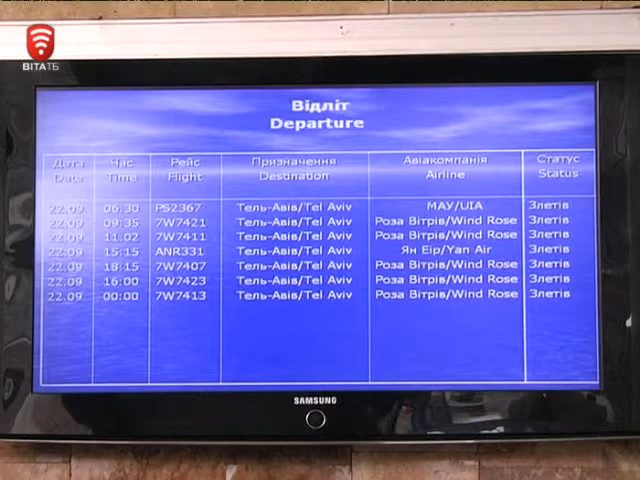 ВІТАТБ
Відліт
Departure
Дата Час Рейс Призначення Авіакомпанія Статус
Date Time Flight Destination Airline Status
22.09 06:30 PS2367 Тель-Авів/Tel Aviv МАУ/UIA Злетів
22.09 09:35 7W7421 Тель-Авів/Tel Aviv Роза Вітрів/Wind Rose Злетів
22.09 11:02 7W7411 Тель-Авів/Tel Aviv Роза Вітрів/Wind Rose Злетів
22.09 15:15 ANR331 Тель-Авів/Tel Aviv Ян Еір/Yan Air Злетів
22.09 18:15 7W7407 Тель-Авів/Tel Aviv Роза Вітрів/Wind Rose Злетів
22.09 16:00 7W7423 Тель-Авів/Tel Aviv Роза Вітрів/Wind Rose Злетів
22.09 00:00 7W7413 Тель-Авів/Tel Aviv Роза Вітрів/Wind Rose Злетів
SAMSUNG